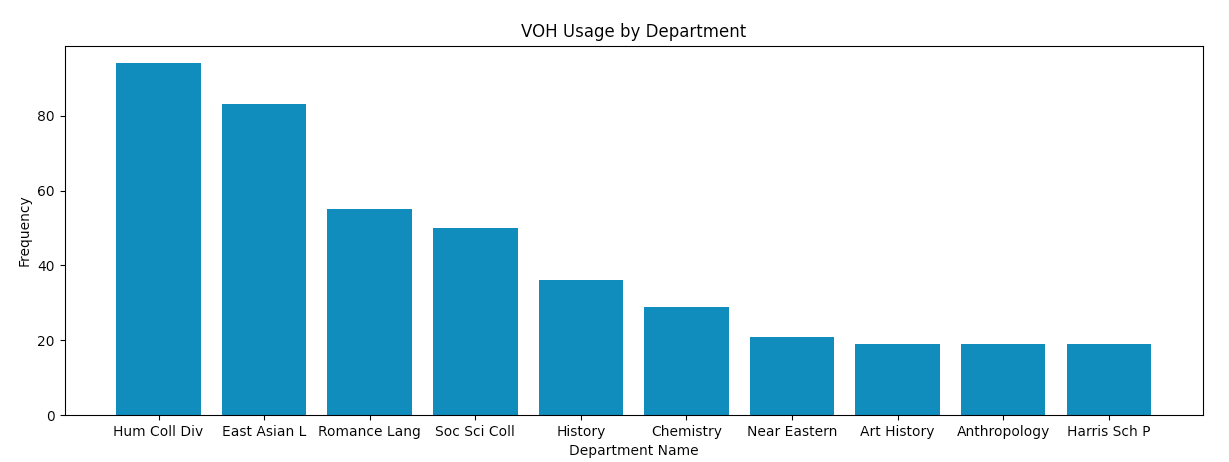 VOH Usage by Department
Frequency
80
60
40
20
0
Hum Coll Div East Asian L Romance Lang Soc Sci Coll History Chemistry Near Eastern Art History Anthropology Harris Sch P
Department Name